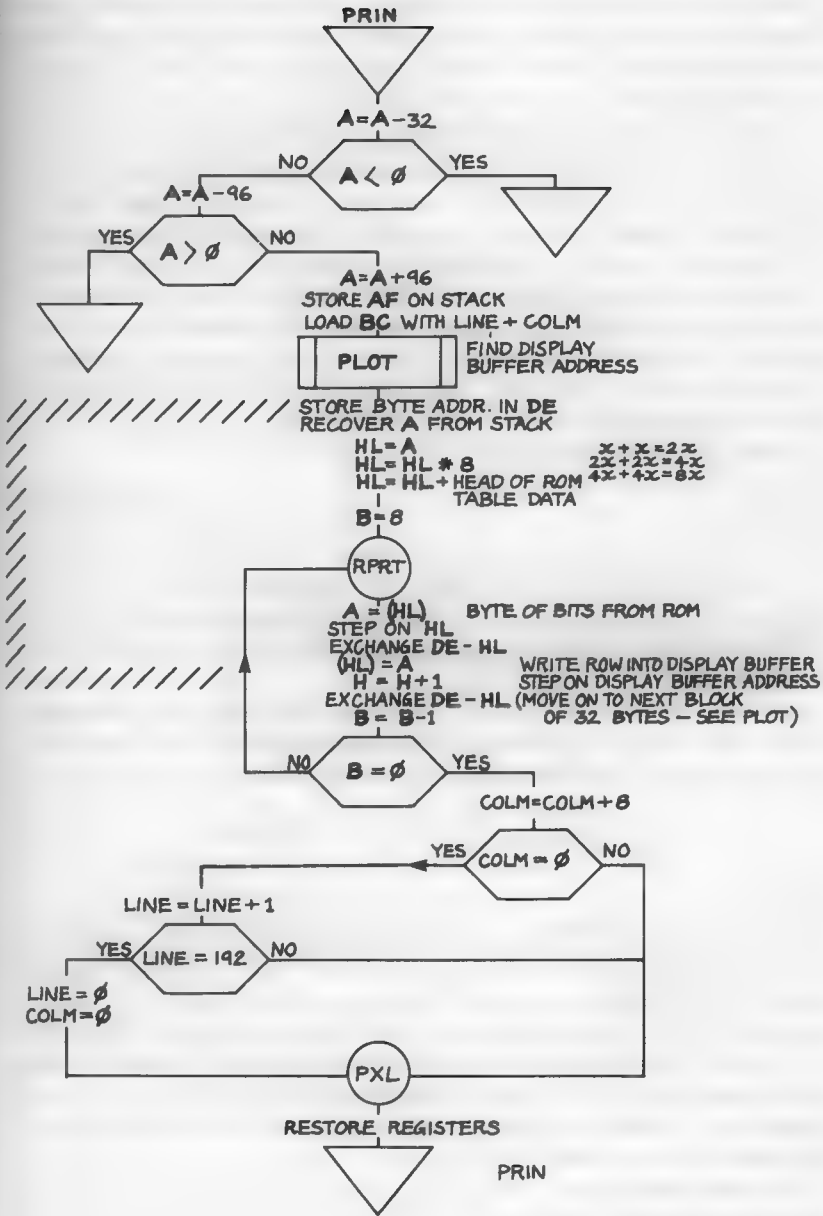 PRIN
A=A-32
NO
A < Ø
YES
A=A-96
YES
A > Ø
NO
A=A+96
STORE AF ON STACK
LOAD BC WITH LINE + COLM
PLOT
FIND DISPLAY
BUFFER ADDRESS
STORE BYTE ADDR. IN DE
RECOVER A FROM STACK
HL=A
x + x = 2x
HL=HL * 8
2x+2x=4x
HL=HL + HEAD OF ROM
4x+4x=8x
TABLE DATA
B=8
RPRT
A = (HL)
BYTE OF BITS FROM ROM
STEP ON HL
EXCHANGE DE-HL
(HL) = A
WRITE ROW INTO DISPLAY BUFFER
H = H+1
STEP ON DISPLAY BUFFER ADDRESS
EXCHANGE DE-HL
(MOVE ON TO NEXT BLOCK
B = B-1
OF 32 BYTES - SEE PLOT)
NO
B = Ø
YES
COLM=COLM+8
YES
COLM = Ø
NO
LINE=LINE+1
YES
LINE = 192
NO
LINE = Ø
COLM=Ø
PXL
RESTORE REGISTERS
PRIN